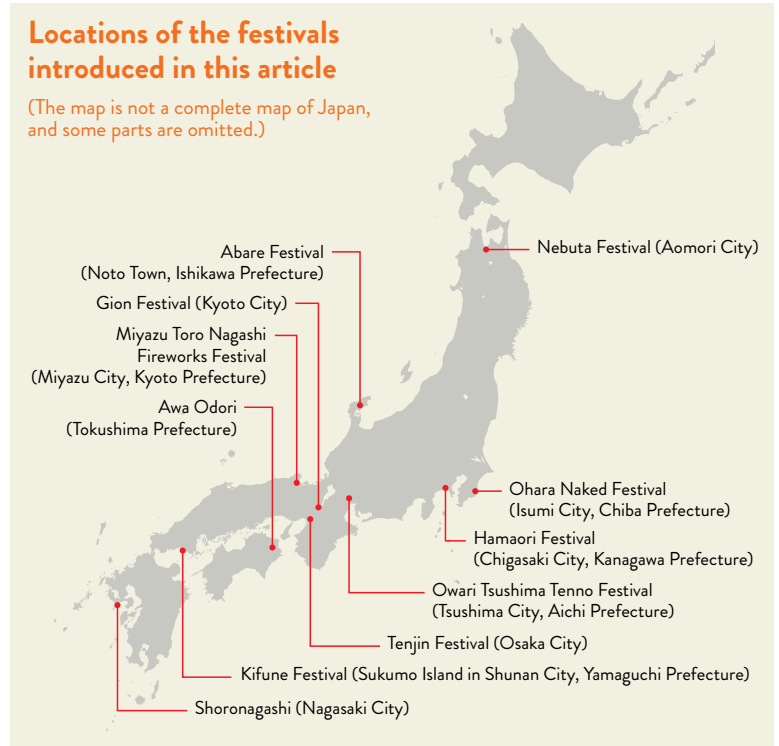 Locations of the festivals
introduced in this article
(The map is not a complete map of Japan,
and some parts are omitted.)
Nebuta Festival (Aomori City)
Abare Festival
(Noto Town, Ishikawa Prefecture)
Gion Festival (Kyoto City)
Miyazu Toro Nagashi
Fireworks Festival
(Miyazu City, Kyoto Prefecture)
Awa Odori
(Tokushima Prefecture)
Ohara Naked Festival
(Isumi City, Chiba Prefecture)
Hamaori Festival
(Chigasaki City, Kanagawa Prefecture)
Owari Tsushima Tenno Festival
(Tsushima City, Aichi Prefecture)
Tenjin Festival (Osaka City)
Kifune Festival (Sukumo Island in Shunan City, Yamaguchi Prefecture)
Shoronagashi (Nagasaki City)